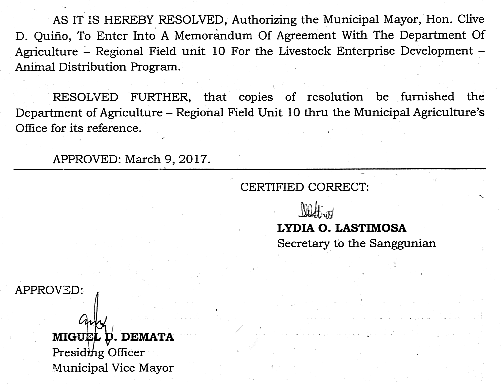 AS IT IS HEREBY RESOLVED, Authorizing the Municipal Mayor, Hon. Clive
D. Quiño, To Enter Into A Memorandum Of Agreement With The Department Of
Agriculture – Regional Field unit 10 For the Livestock Enterprise Development –
Animal Distribution Program.
RESOLVED FURTHER, that copies of resolution be furnished the
Department of Agriculture – Regional Field Unit 10 thru the Municipal Agriculture's
Office for its reference.
APPROVED: March 9, 2017.
CERTIFIED CORRECT:
LYDIA O. LASTIMOSA
Secretary to the Sanggunian
APPROVED:
MIGUEL D. DEMATA
Presiding Officer
Municipal Vice Mayor